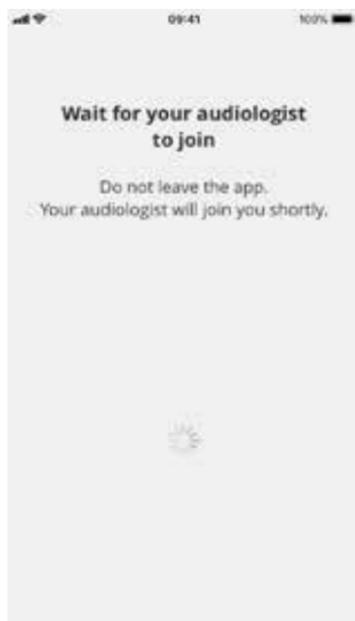 09:41
100%
Wait for your audiologist
to join
Do not leave the app.
Your audiologist will join you shortly.